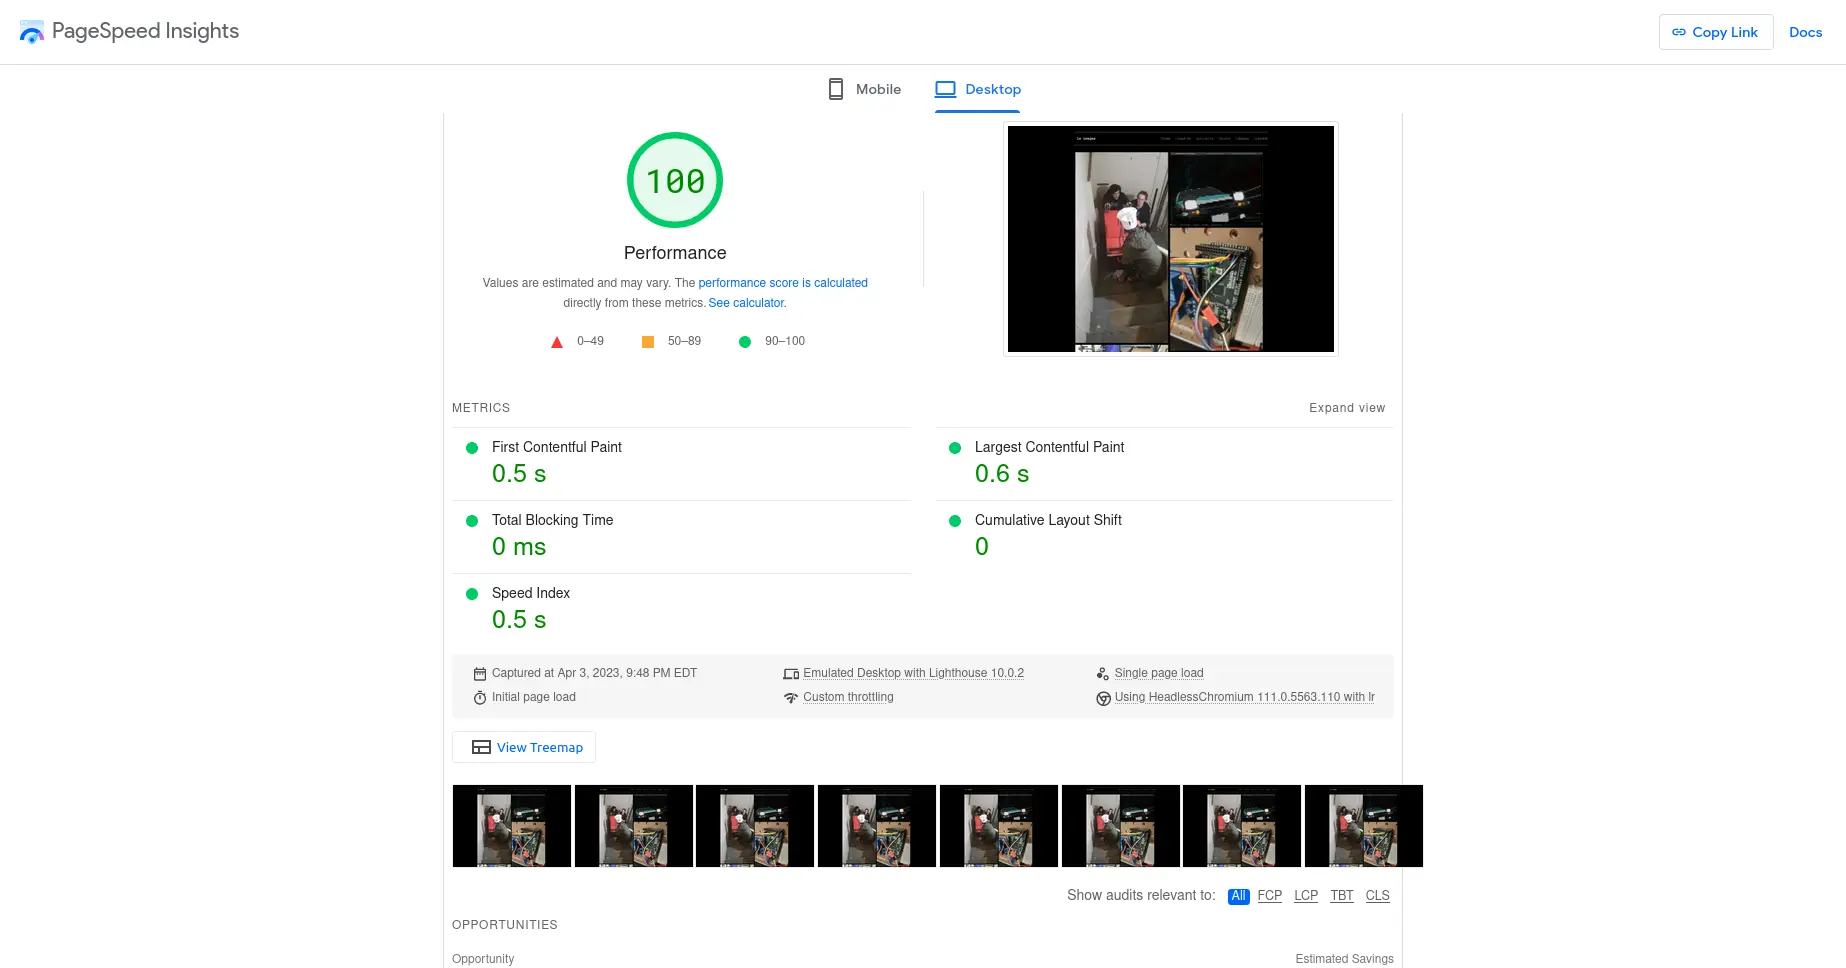 PageSpeed Insights
Copy Link
Docs
Mobile
Desktop
100
Performance
Values are estimated and may vary. The performance score is calculated
directly from these metrics. See calculator.
0–49
50–89
90–100
METRICS
Expand view
First Contentful Paint
0.5 s
Largest Contentful Paint
0.6 s
Total Blocking Time
0 ms
Cumulative Layout Shift
0
Speed Index
0.5 s
Captured at Apr 3, 2023, 9:48 PM EDT
Emulated Desktop with Lighthouse 10.0.2
Single page load
Initial page load
Custom throttling
Using HeadlessChromium 111.0.5563.110 with lr
View Treemap
Show audits relevant to: All FCP LCP TBT CLS
OPPORTUNITIES
Opportunity
Estimated Savings